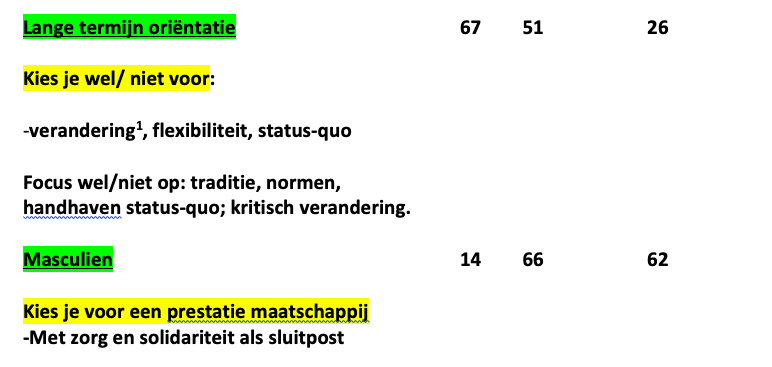 Lange termijn oriëntatie 67 51 26
Kies je wel/ niet voor:
-verandering¹, flexibiliteit, status-quo
Focus wel/niet op: traditie, normen,
handhaven status-quo; kritisch verandering.
Masculien 14 66 62
Kies je voor een prestatie maatschappij
-Met zorg en solidariteit als sluitpost